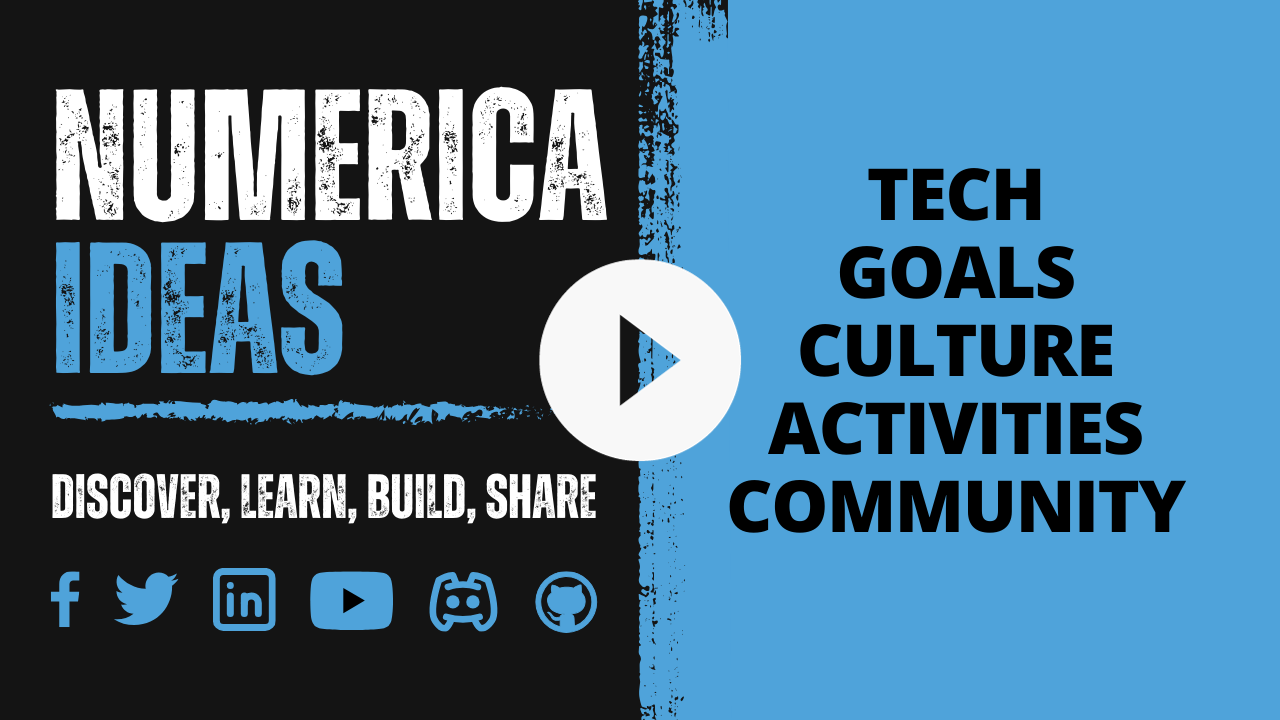 NUMERICA
IDEAS
DISCOVER, LEARN, BUILD, SHARE
TECH
GOALS
CULTURE
ACTIVITIES
COMMUNITY